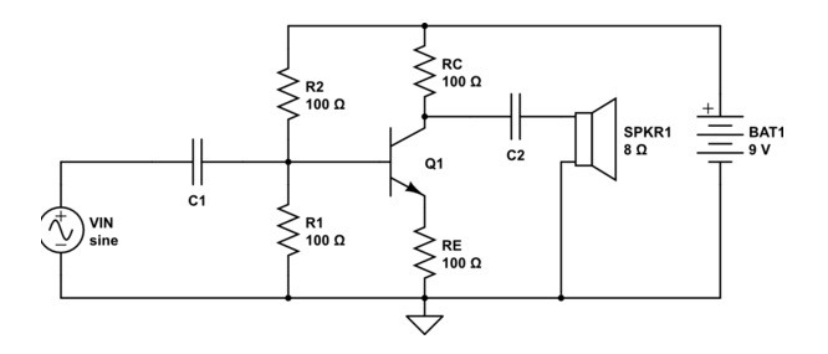 R2
100 Ω
RC
100 Ω
C1
Q1
C2
SPKR1
8 Ω
+
BAT1
9 V
+
VIN
sine
R1
100 Ω
RE
100 Ω